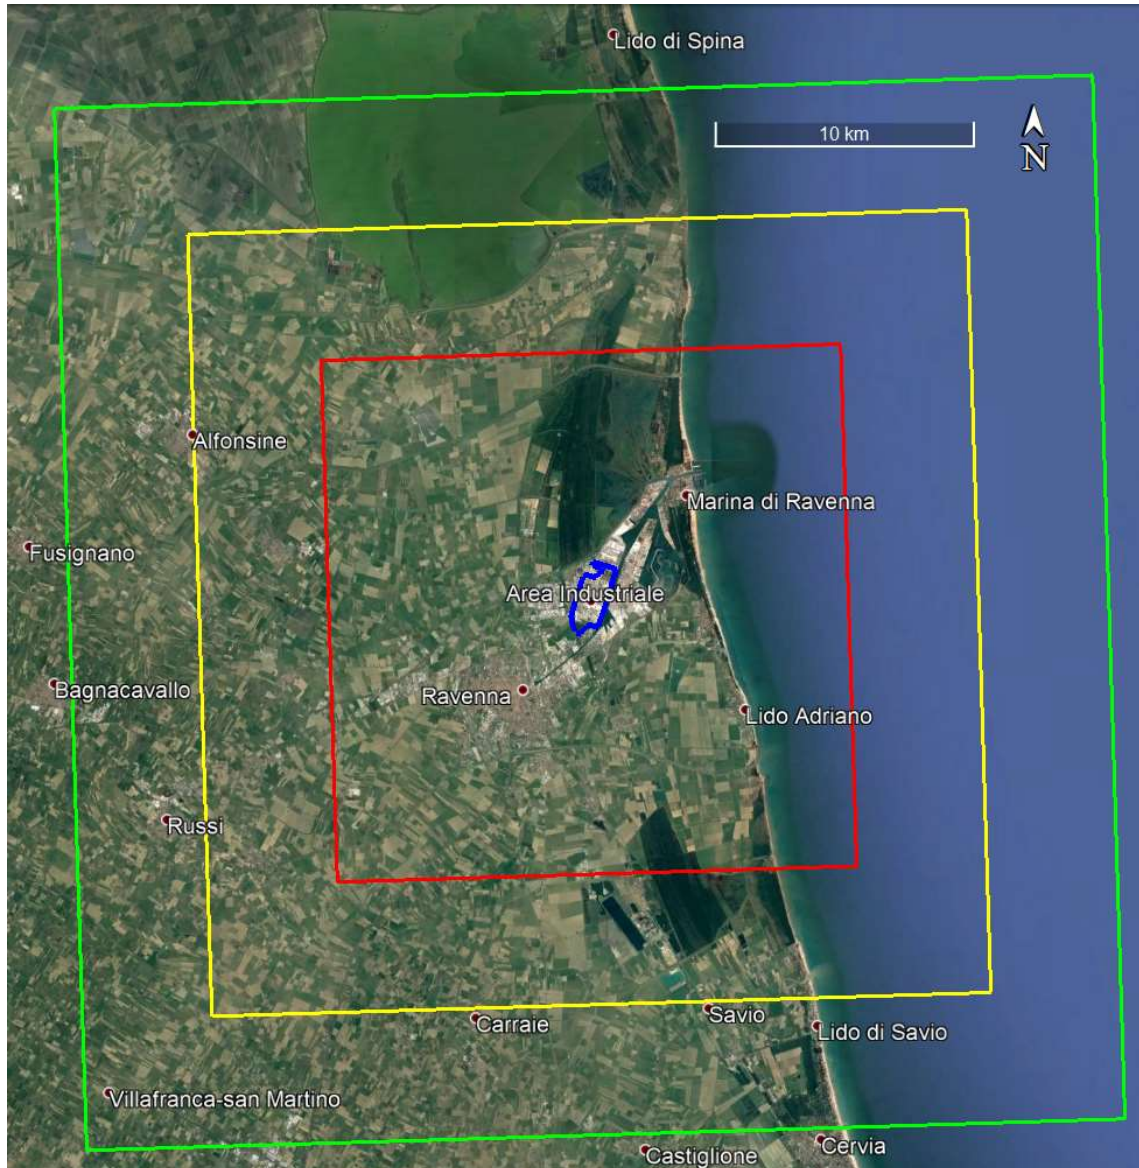 Lido di Spina
10 km
N
Alfonsine
Marina di Ravenna
Fusignano
Area Industriale
Bagnacavallo
Ravenna
Lido Adriano
Russi
Savio
Carraie
Lido di Savio
Villafranca-san Martino
Cervia
Castiglione